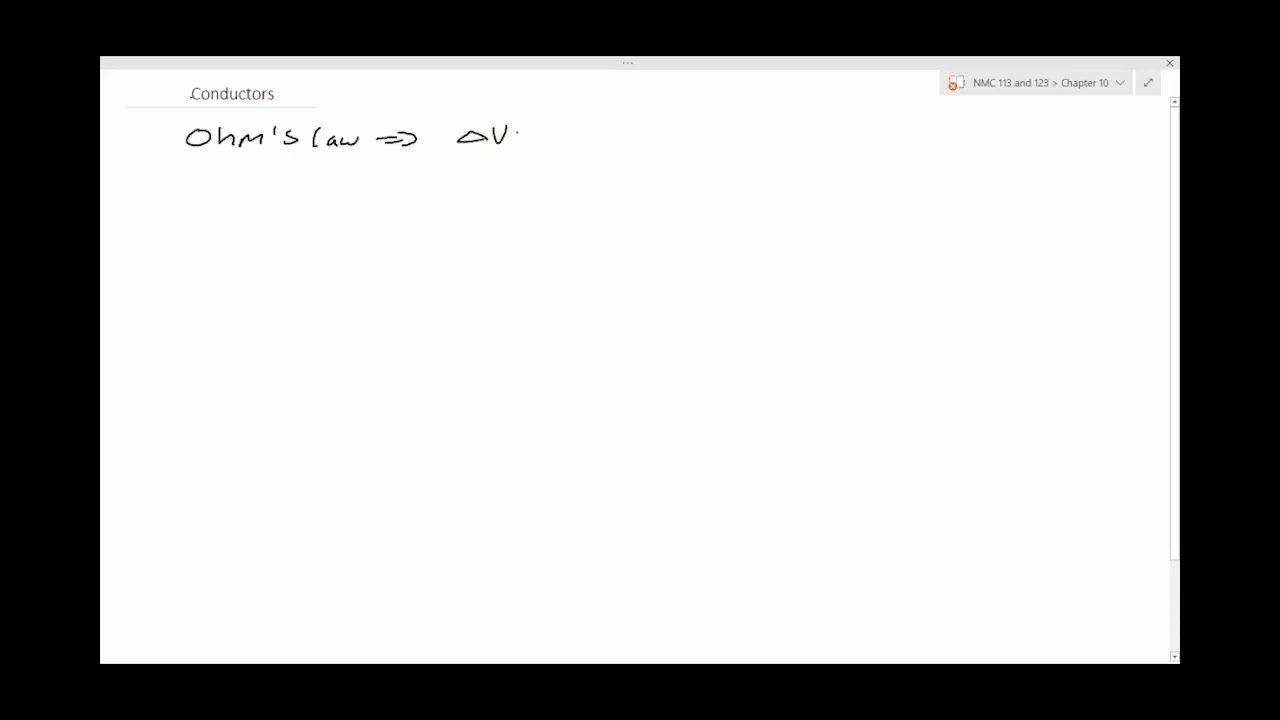 NMC 113 and 123 > Chapter 10
.Conductors
Ohm's law => ΔV